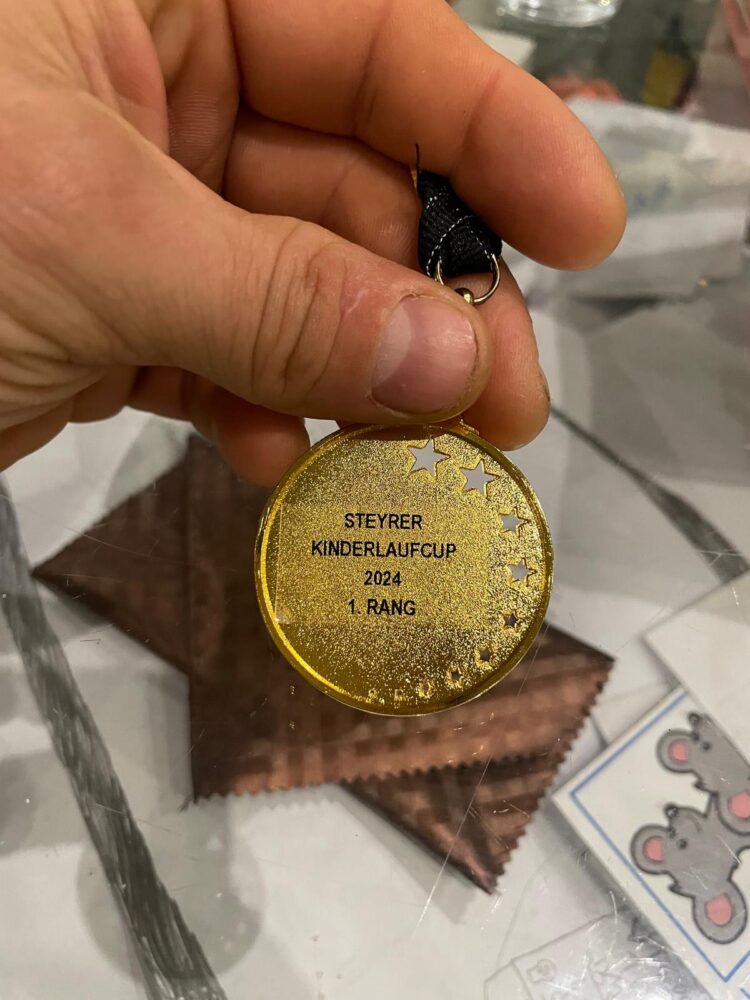 STEYRER
KINDERLAUFCUP
2024
1. RANG